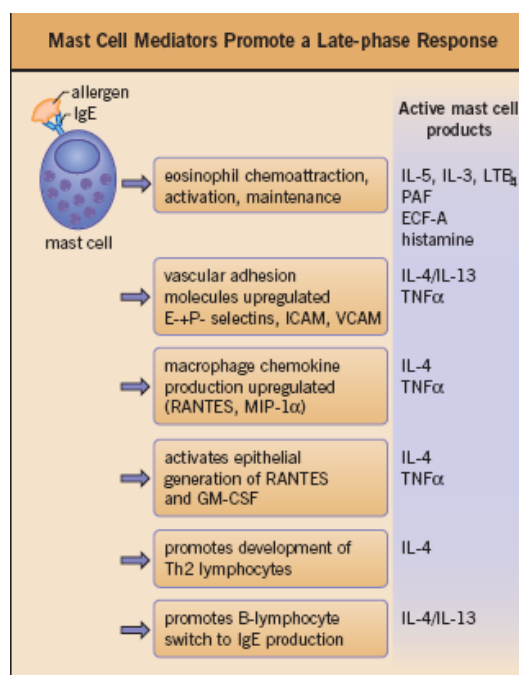 Mast Cell Mediators Promote a Late-phase Response
allergen
IgE
mast cell
Active mast cell
products
eosinophil chemoattraction,
activation, maintenance
IL-5, IL-3, LTB₄
PAF
ECF-A
histamine
vascular adhesion
molecules upregulated
E-+P- selectins, ICAM, VCAM
IL-4/IL-13
TNFα
macrophage chemokine
production upregulated
(RANTES, MIP-1α)
IL-4
TNFα
activates epithelial
generation of RANTES
and GM-CSF
IL-4
TNFα
promotes development of
Th2 lymphocytes
IL-4
promotes B-lymphocyte
switch to IgE production
IL-4/IL-13